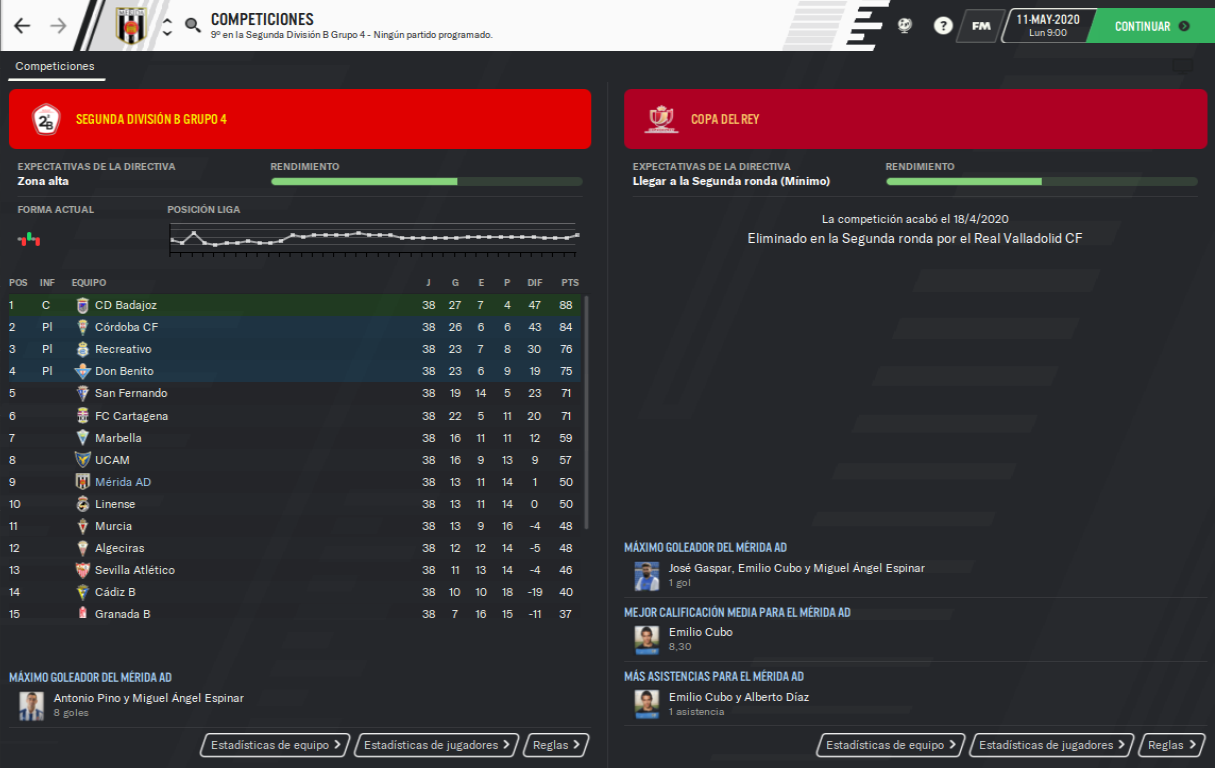 COMPETICIONES
9º en la Segunda División B Grupo 4 - Ningún partido programado.
?
FM
11-MAY-2020
Lun 9:00
CONTINUAR
Competiciones
2ªB
SEGUNDA DIVISIÓN B GRUPO 4
EXPECTATIVAS DE LA DIRECTIVA
RENDIMIENTO
Zona alta
FORMA ACTUAL
POSICIÓN LIGA
POS INF EQUIPO J G E P DIF PTS
1 C CD Badajoz 38 27 7 4 47 88
2 Pl Córdoba CF 38 26 6 6 43 84
3 Pl Recreativo 38 23 7 8 30 76
4 Pl Don Benito 38 23 6 9 19 75
5 San Fernando 38 19 14 5 23 71
6 FC Cartagena 38 22 5 11 20 71
7 Marbella 38 16 11 11 12 59
8 UCAM 38 16 9 13 9 57
9 Mérida AD 38 13 11 14 1 50
10 Linense 38 13 11 14 0 50
11 Murcia 38 13 9 16 -4 48
12 Algeciras 38 12 12 14 -5 48
13 Sevilla Atlético 38 11 13 14 -4 46
14 Cádiz B 38 10 10 18 -19 40
15 Granada B 38 7 16 15 -11 37
MÁXIMO GOLEADOR DEL MÉRIDA AD
Antonio Pino y Miguel Ángel Espinar
8 goles
Estadísticas de equipo
Estadísticas de jugadores
Reglas
COPA DEL REY
EXPECTATIVAS DE LA DIRECTIVA
RENDIMIENTO
Llegar a la Segunda ronda (Mínimo)
La competición acabó el 18/4/2020
Eliminado en la Segunda ronda por el Real Valladolid CF
MÁXIMO GOLEADOR DEL MÉRIDA AD
José Gaspar, Emilio Cubo y Miguel Ángel Espinar
1 gol
MEJOR CALIFICACIÓN MEDIA PARA EL MÉRIDA AD
Emilio Cubo
8,30
MÁS ASISTENCIAS PARA EL MÉRIDA AD
Emilio Cubo y Alberto Díaz
1 asistencia
Estadísticas de equipo
Estadísticas de jugadores
Reglas